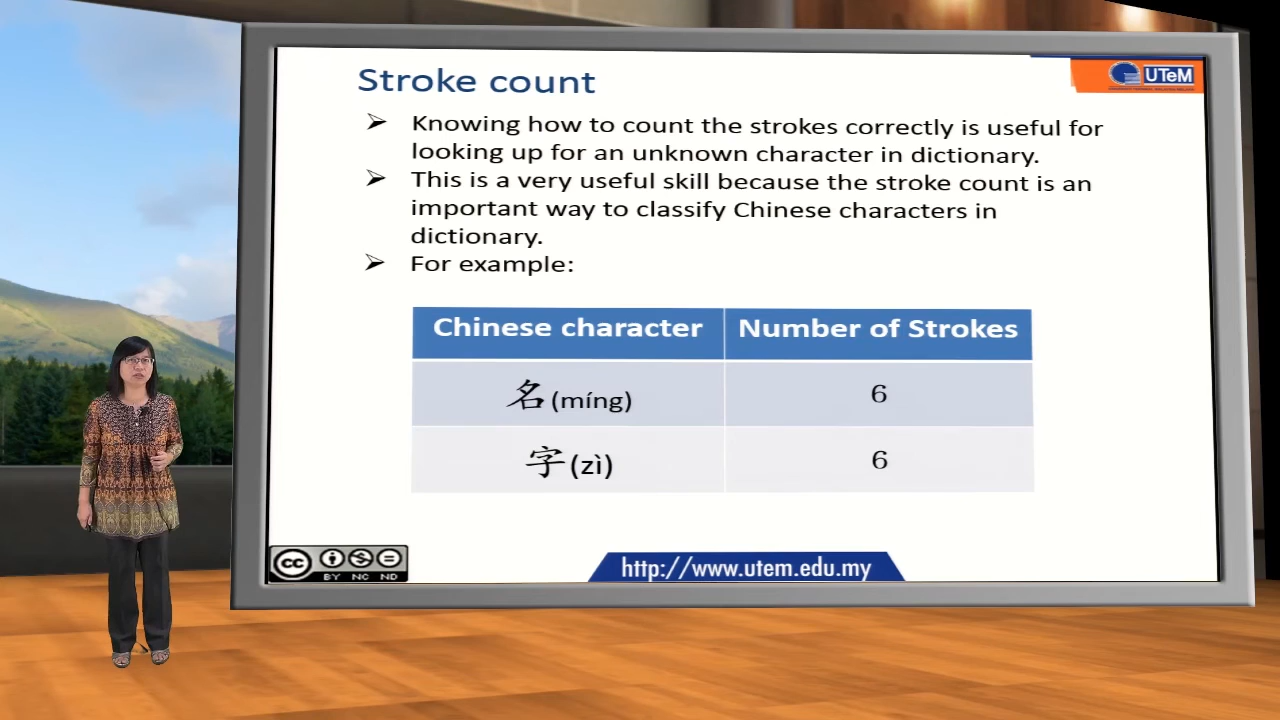 Stroke count
UTeM
Knowing how to count the strokes correctly is useful for
looking up for an unknown character in dictionary.
This is a very useful skill because the stroke count is an
important way to classify Chinese characters in
dictionary.
For example:
Chinese character Number of Strokes
名(míng) 6
字(zì) 6
cc
BY NC ND
http://www.utem.edu.my